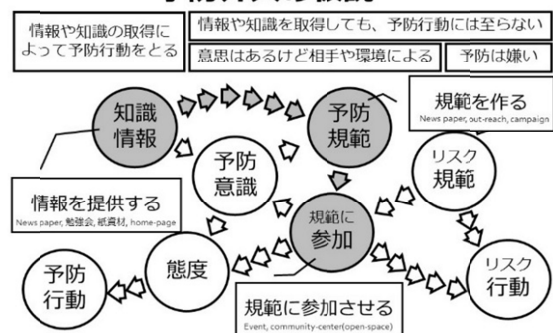 情報や知識の取得に
よって予防行動をとる
情報や知識を取得しても、予防行動には至らない
意思はあるけど相手や環境による
予防は嫌い
知識
情報
予防
規範
規範を作る
News paper, out-reach, campaign
予防
意識
リスク
規範
情報を提供する
News paper, 勉強会, 紙資材, home-page
規範に
参加
態度
予防
行動
リスク
行動
規範に参加させる
Event, community-center(open-space)